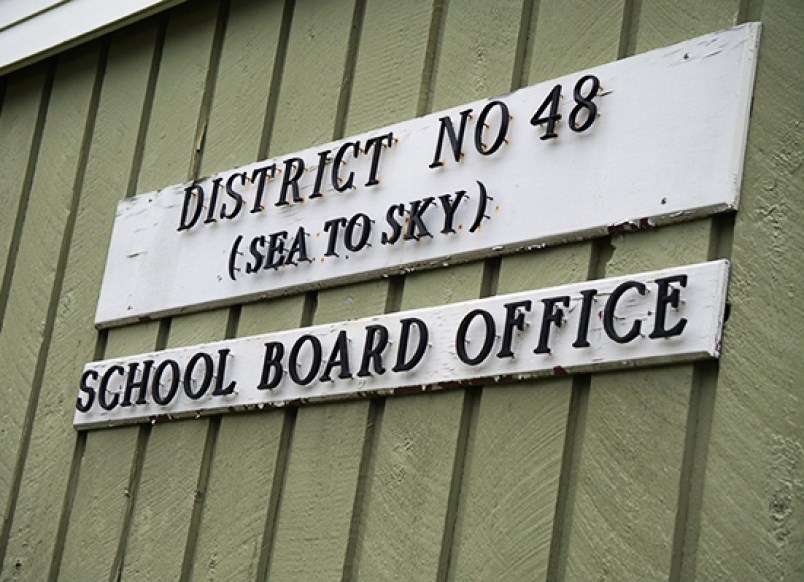 DISTRICT NO 48
(SEA TO SKY)
SCHOOL BOARD OFFICE